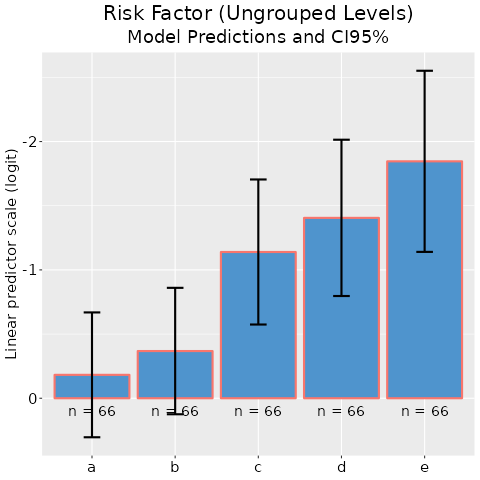 Risk Factor (Ungrouped Levels)
Model Predictions and CI95%
Linear predictor scale (logit)
-2
-1
0
n = 66 n = 66 n = 66 n = 66 n = 66
a b c d e